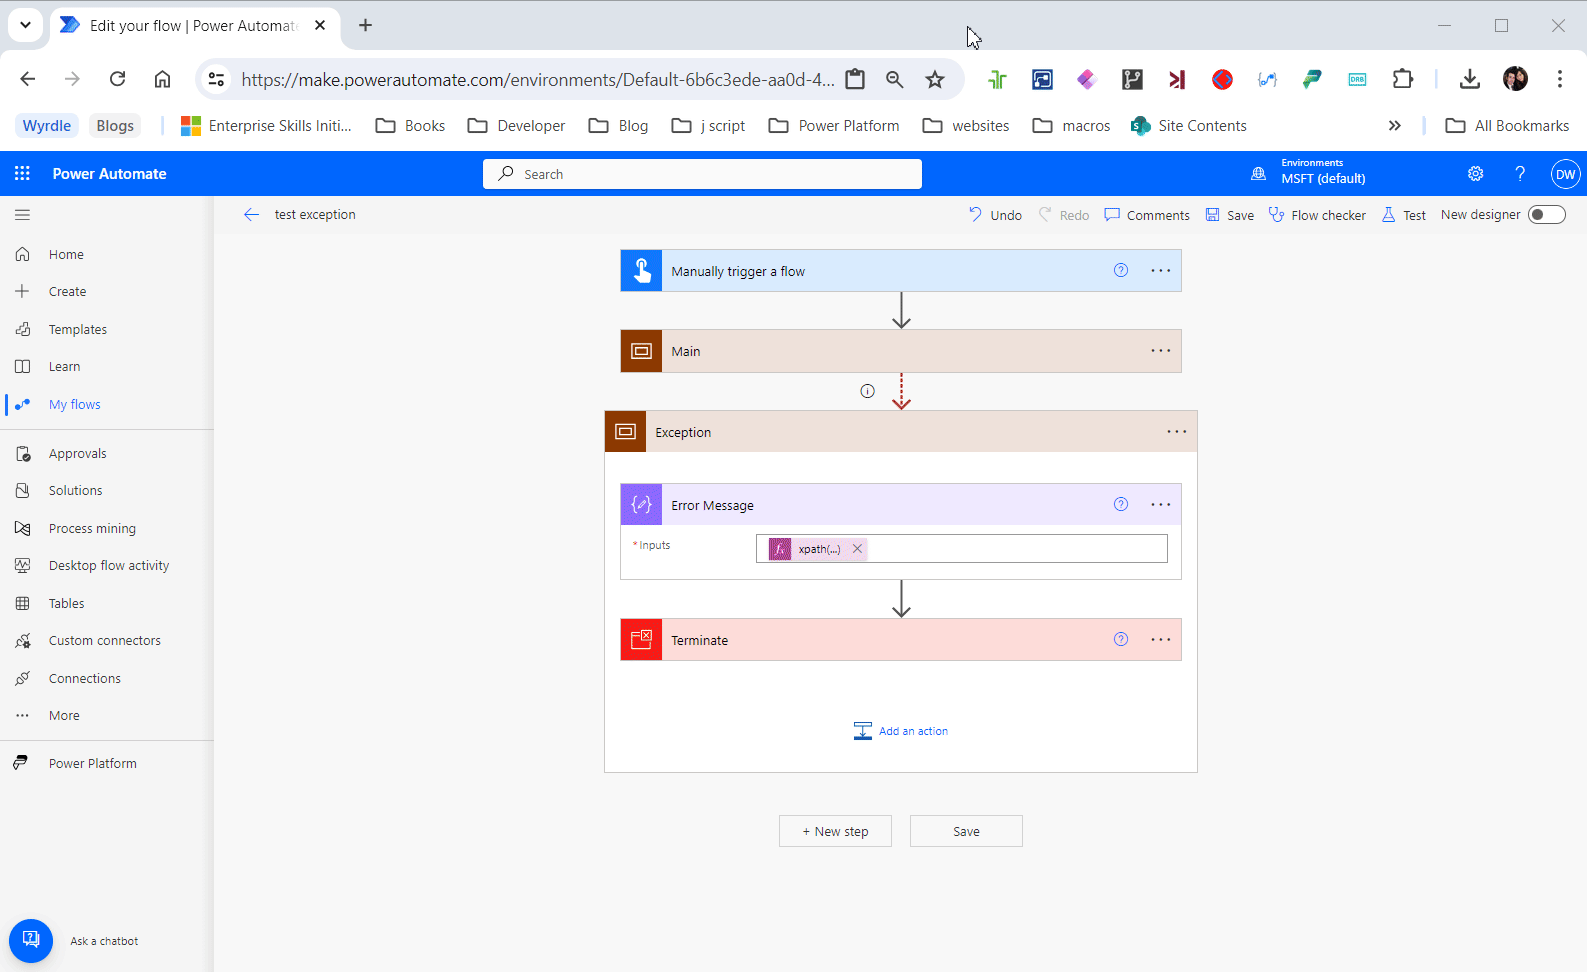 Edit your flow | Power Automate
https://make.powerautomate.com/environments/Default-6b6c3ede-aa0d-4...
Wyrdle Blogs Enterprise Skills Initi... Books Developer Blog j script Power Platform websites macros Site Contents All Bookmarks
Power Automate Search Environments
MSFT (default) DW
test exception Undo Redo Comments Save Flow checker Test New designer
Home
Create
Templates
Learn
My flows
Approvals
Solutions
Process mining
Desktop flow activity
Tables
Custom connectors
Connections
More
Power Platform
Ask a chatbot
Manually trigger a flow
Main
Exception
Error Message
* Inputs fx xpath(...)
Terminate
Add an action
+ New step Save